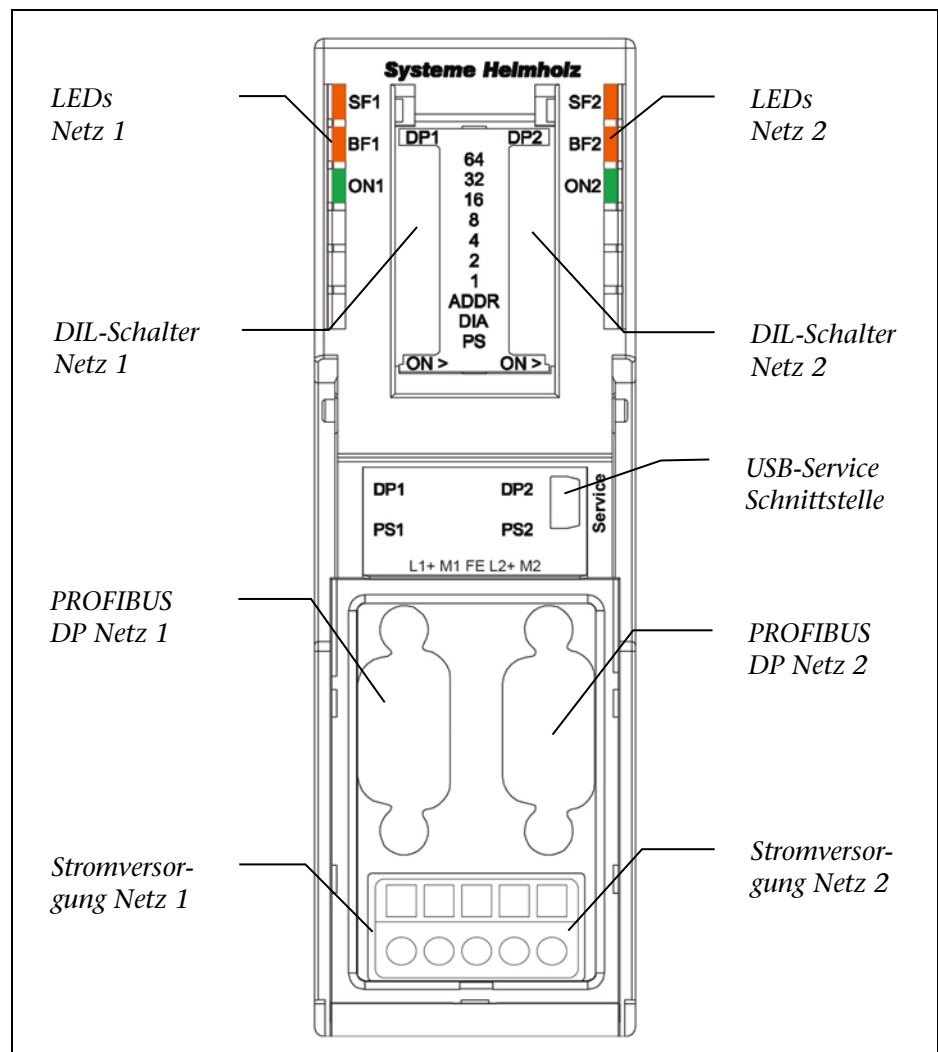 Systeme Helmholz
LEDs
Netz 1
SF1
BF1
ON1
SF2
BF2
ON2
LEDs
Netz 2
DP1
DP2
64
32
16
8
4
2
1
ADDR
DIA
PS
ON >
ON >
DIL-Schalter
Netz 1
DIL-Schalter
Netz 2
DP1
DP2
PS1
PS2
Service
L1+ M1 FE L2+ M2
USB-Service
Schnittstelle
PROFIBUS
DP Netz 1
PROFIBUS
DP Netz 2
Stromversor-
gung Netz 1
Stromversor-
gung Netz 2